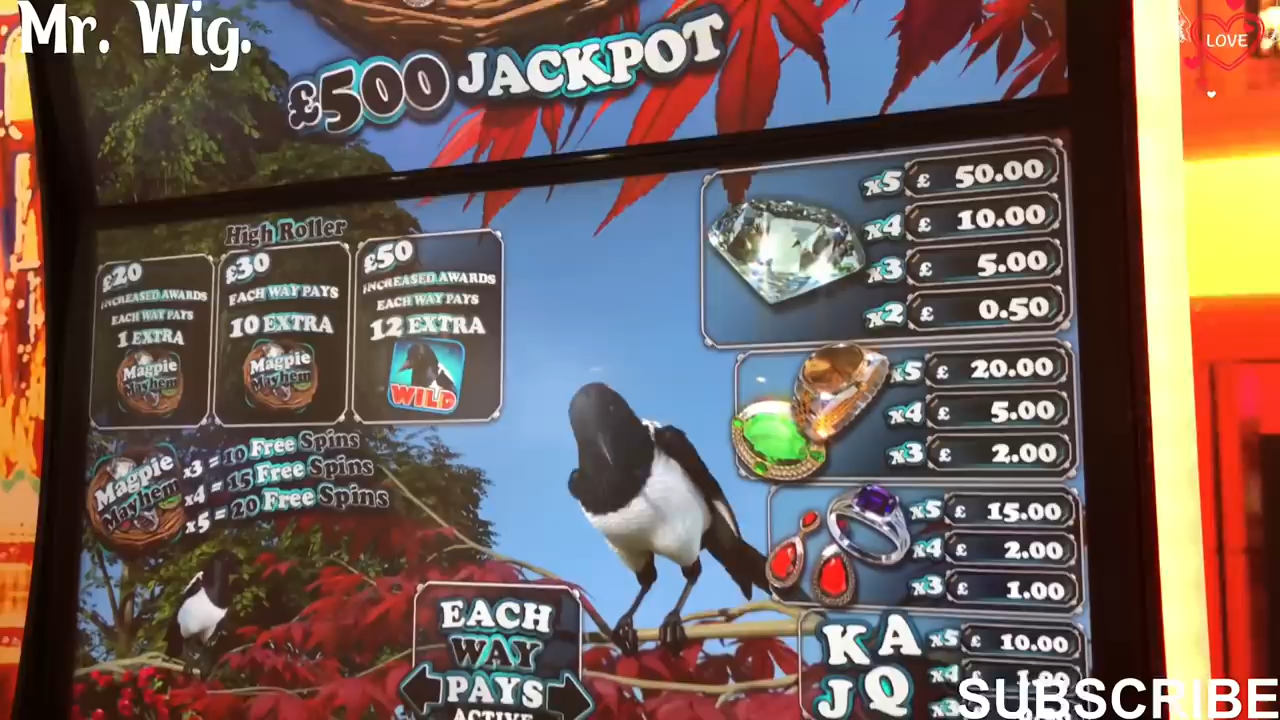 Mr. Wig.
LOVE
£500 JACKPOT
High Roller
£20
INCREASED AWARDS
EACH WAY PAYS
1 EXTRA
Magpie
Mayhem
£30
EACH WAY PAYS
10 EXTRA
Magpie
Mayhem
£50
INCREASED AWARDS
EACH WAY PAYS
12 EXTRA
WILD
Magpie
Mayhem
x3 = 10 Free Spins
x4 = 15 Free Spins
x5 = 20 Free Spins
EACH
WAY
PAYS
ACTIVE
x5 £ 50.00
x4 £ 10.00
x3 £ 5.00
x2 £ 0.50
x5 £ 20.00
x4 £ 5.00
x3 £ 2.00
x5 £ 15.00
x4 £ 2.00
x3 £ 1.00
K A
J Q
x5 £ 10.00
x4 £ 1.00
x3
SUBSCRIBE